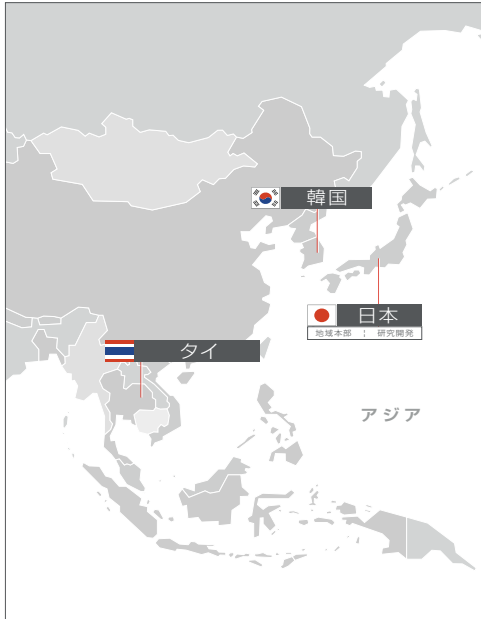 韓国
日本
地域本部 ¦ 研究開発
タイ
アジア